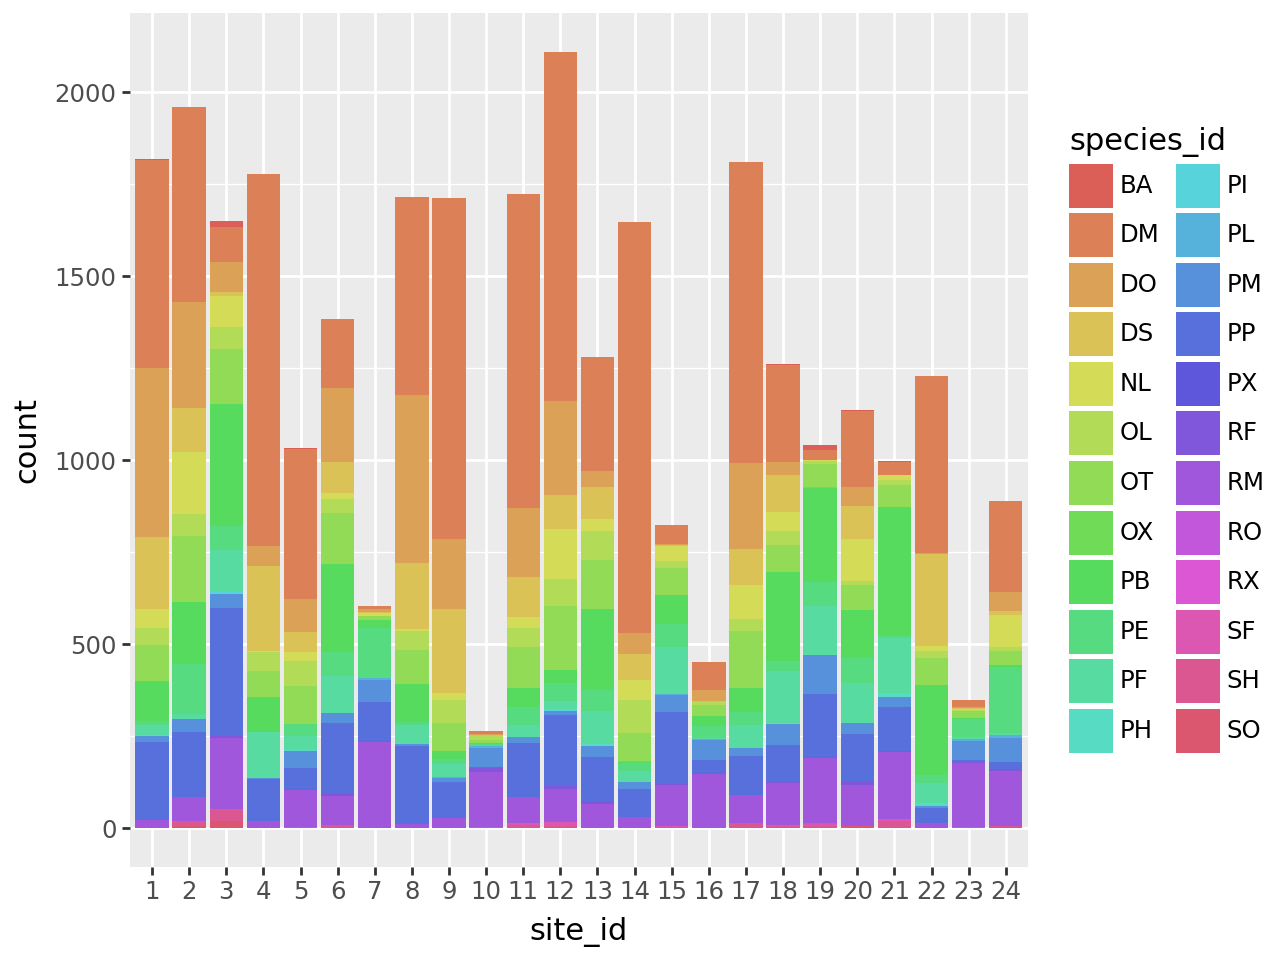 2000
1500
1000
500
0
count
1 2 3 4 5 6 7 8 9 10 11 12 13 14 15 16 17 18 19 20 21 22 23 24
site_id
species_id
BA PI
DM PL
DO PM
DS PP
NL PX
OL RF
OT RM
OX RO
PB RX
PE SF
PF SH
PH SO